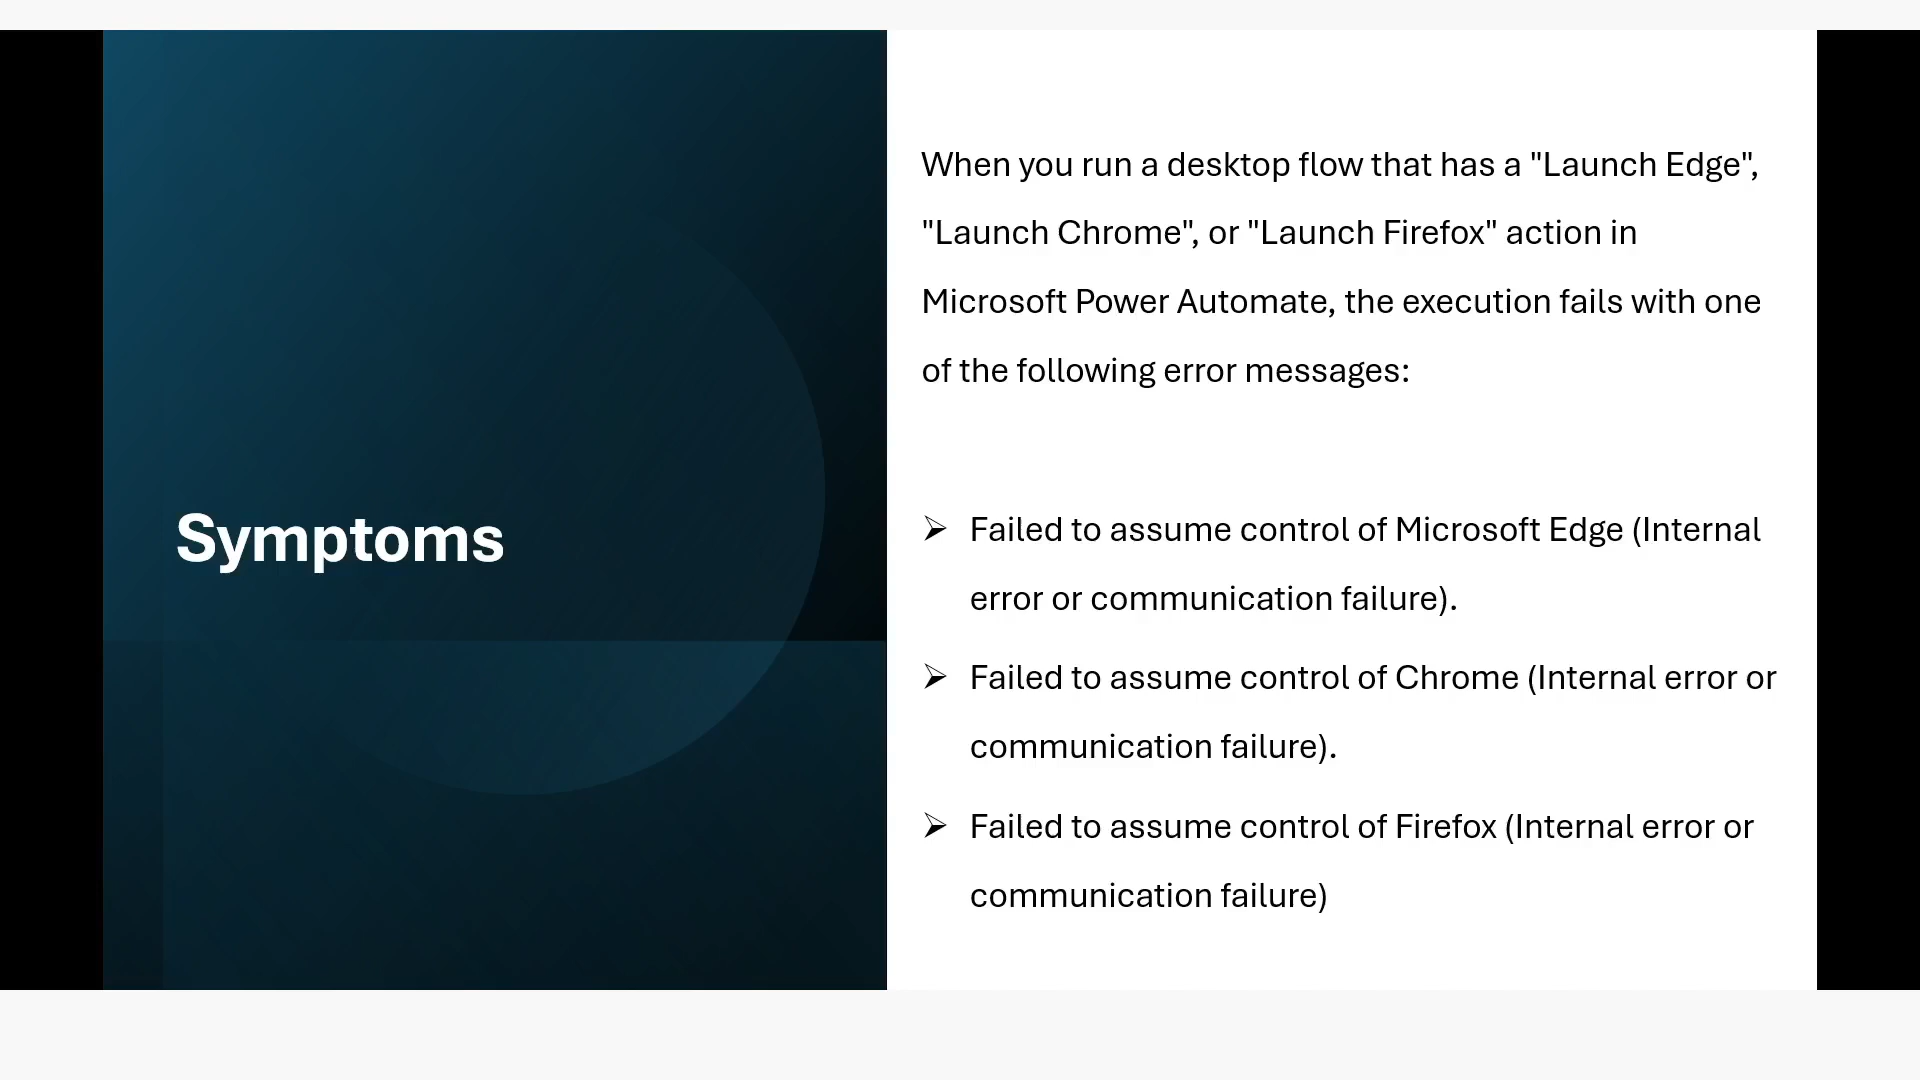 Symptoms
When you run a desktop flow that has a "Launch Edge",
"Launch Chrome", or "Launch Firefox" action in
Microsoft Power Automate, the execution fails with one
of the following error messages:
➢ Failed to assume control of Microsoft Edge (Internal
error or communication failure).
➢ Failed to assume control of Chrome (Internal error or
communication failure).
➢ Failed to assume control of Firefox (Internal error or
communication failure)